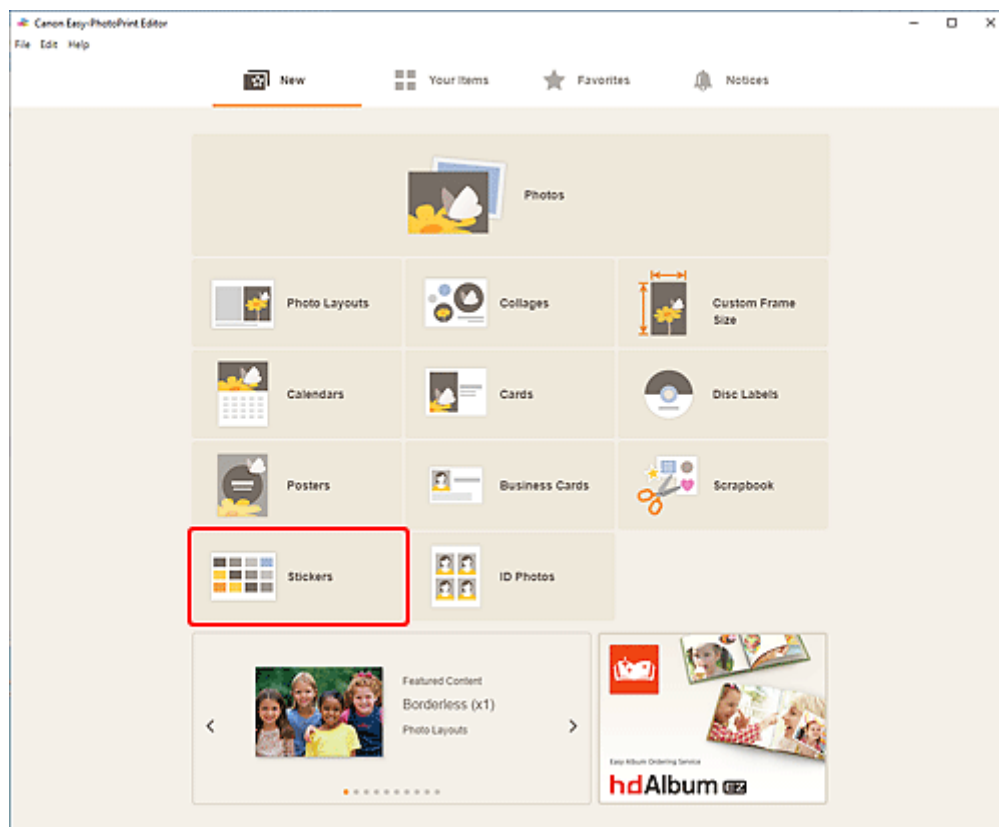 Canon Easy-PhotoPrint Editor
File Edit Help
New
Your Items
Favorites
Notices
Photos
Photo Layouts
Collages
Custom Frame
Size
Calendars
Cards
Disc Labels
Posters
Business Cards
Scrapbook
Stickers
ID Photos
Featured Content
Borderless (x1)
Photo Layouts
Easy Album Ordering Service
hdAlbum EZ